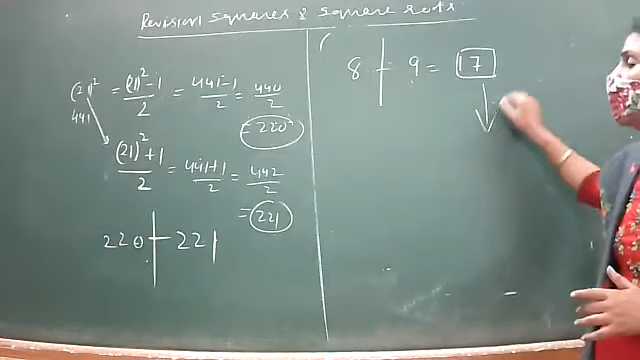 Revision squares & square roots
(21)² = (21)² - 1 / 2 = 441 - 1 / 2 = 440 / 2
441
= 220
(21)² + 1 / 2 = 441 + 1 / 2 = 442 / 2
= 221
220 + 221
8 + 9 = 17